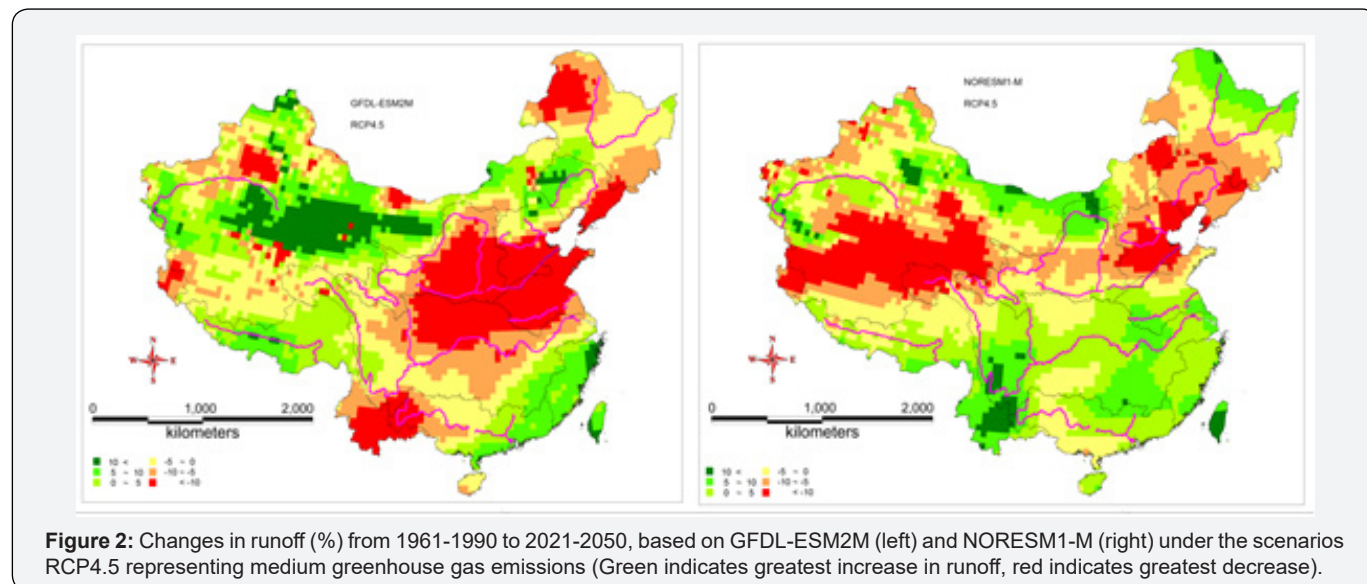 GFDL-ESM2M
RCP4.5
N
W E
S
0 1,000 2,000
kilometers
10 < -5 ~ 0
5 ~ 10 -10 ~ -5
0 ~ 5 < -10
NORESM1-M
RCP4.5
N
W E
S
0 1,000 2,000
kilometers
10 < -5 ~ 0
5 ~ 10 -10 ~ -5
0 ~ 5 < -10
Figure 2: Changes in runoff (%) from 1961-1990 to 2021-2050, based on GFDL-ESM2M (left) and NORESM1-M (right) under the scenarios
RCP4.5 representing medium greenhouse gas emissions (Green indicates greatest increase in runoff, red indicates greatest decrease).